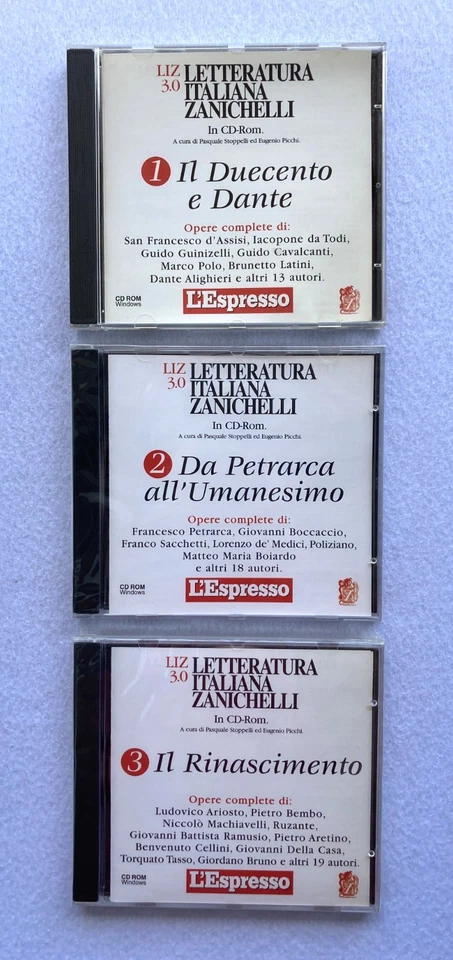 LIZ
3.0
LETTERATURA
ITALIANA
ZANICHELLI
In CD-Rom.
A cura di Pasquale Stoppelli ed Eugenio Picchi.
1 Il Duecento
e Dante
Opere complete di:
San Francesco d'Assisi, Iacopone da Todi,
Guido Guinizelli, Guido Cavalcanti,
Marco Polo, Brunetto Latini,
Dante Alighieri e altri 13 autori.
CD ROM
Windows
L'Espresso
LIZ
3.0
LETTERATURA
ITALIANA
ZANICHELLI
In CD-Rom.
A cura di Pasquale Stoppelli ed Eugenio Picchi.
2 Da Petrarca
all'Umanesimo
Opere complete di:
Francesco Petrarca, Giovanni Boccaccio,
Franco Sacchetti, Lorenzo de' Medici, Poliziano,
Matteo Maria Boiardo
e altri 18 autori.
CD ROM
Windows
L'Espresso
LIZ
3.0
LETTERATURA
ITALIANA
ZANICHELLI
In CD-Rom.
A cura di Pasquale Stoppelli ed Eugenio Picchi.
3 Il Rinascimento
Opere complete di:
Ludovico Ariosto, Pietro Bembo,
Niccolò Machiavelli, Ruzante,
Giovanni Battista Ramusio, Pietro Aretino,
Benvenuto Cellini, Giovanni Della Casa,
Torquato Tasso, Giordano Bruno e altri 19 autori.
CD ROM
Windows
L'Espresso